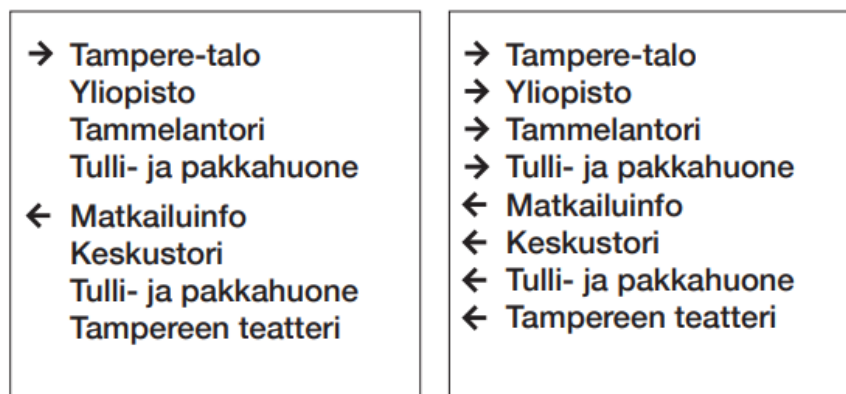 → Tampere-talo
Yliopisto
Tammelantori
Tulli- ja pakkahuone
← Matkailuinfo
Keskustori
Tulli- ja pakkahuone
Tampereen teatteri
→ Tampere-talo
→ Yliopisto
→ Tammelantori
→ Tulli- ja pakkahuone
← Matkailuinfo
← Keskustori
← Tulli- ja pakkahuone
← Tampereen teatteri